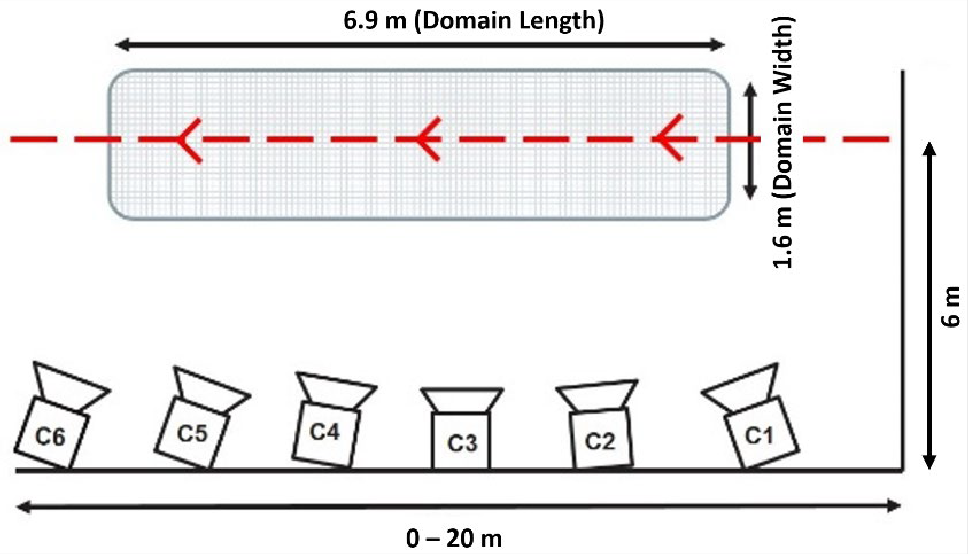 6.9 m (Domain Length)
1.6 m (Domain Width)
6 m
C6
C5
C4
C3
C2
C1
0 – 20 m